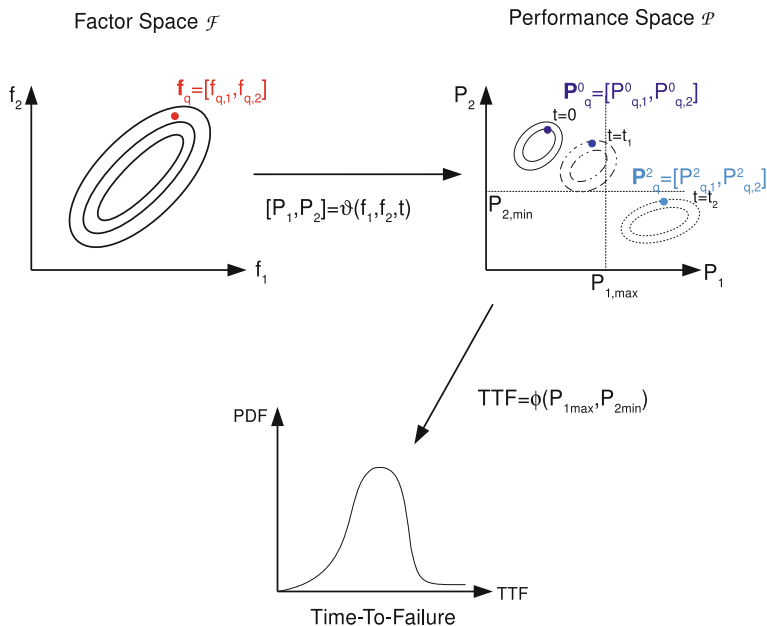 Factor Space ℱ
Performance Space 𝒫
f2
fq=[fq,1,fq,2]
f1
[P1,P2]=ϑ(f1,f2,t)
P2
P0q=[P0q,1,P0q,2]
t=0
t=t1
P2q=[P2q,1,P2q,2]
t=t2
P2,min
P1,max
P1
TTF=ϕ(P1max,P2min)
PDF
TTF
Time-To-Failure